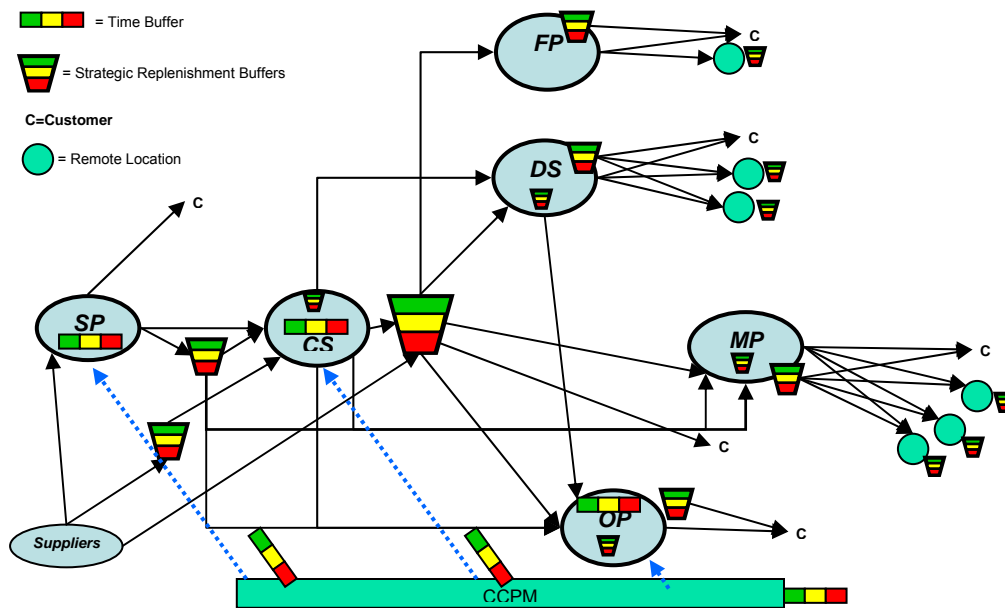 = Time Buffer
= Strategic Replenishment Buffers
C=Customer
= Remote Location
FP
C
DS
C
C
SP
CS
MP
C
C
OP
C
Suppliers
CCPM